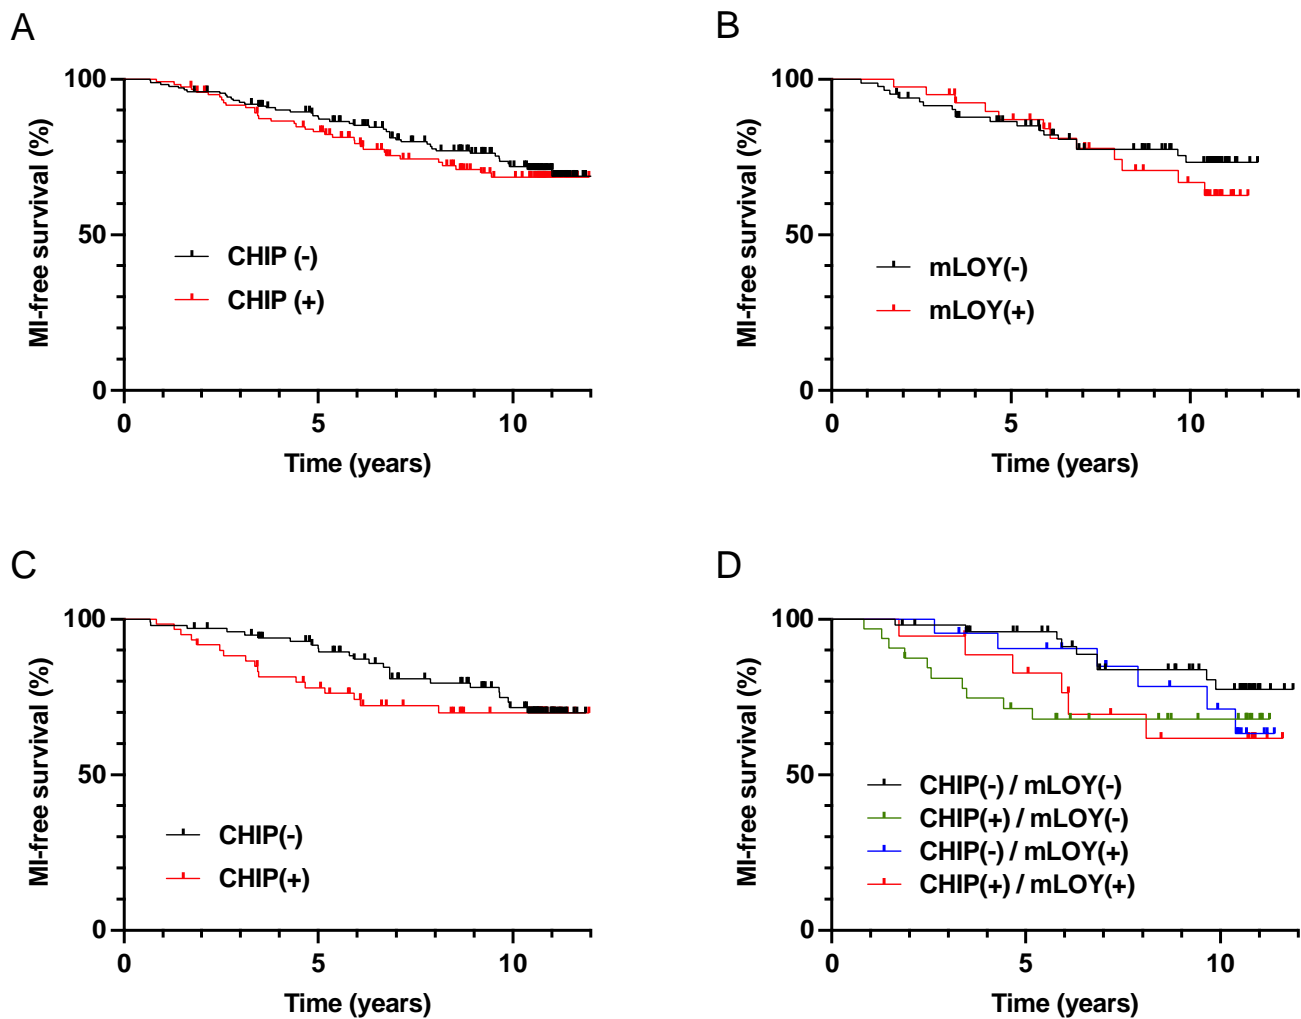 A
MI-free survival (%)
100
50
0
0 5 10
Time (years)
CHIP (-)
CHIP (+)
B
MI-free survival (%)
100
50
0
0 5 10
Time (years)
mLOY(-)
mLOY(+)
C
MI-free survival (%)
100
50
0
0 5 10
Time (years)
CHIP(-)
CHIP(+)
D
MI-free survival (%)
100
50
0
0 5 10
Time (years)
CHIP(-) / mLOY(-)
CHIP(+) / mLOY(-)
CHIP(-) / mLOY(+)
CHIP(+) / mLOY(+)